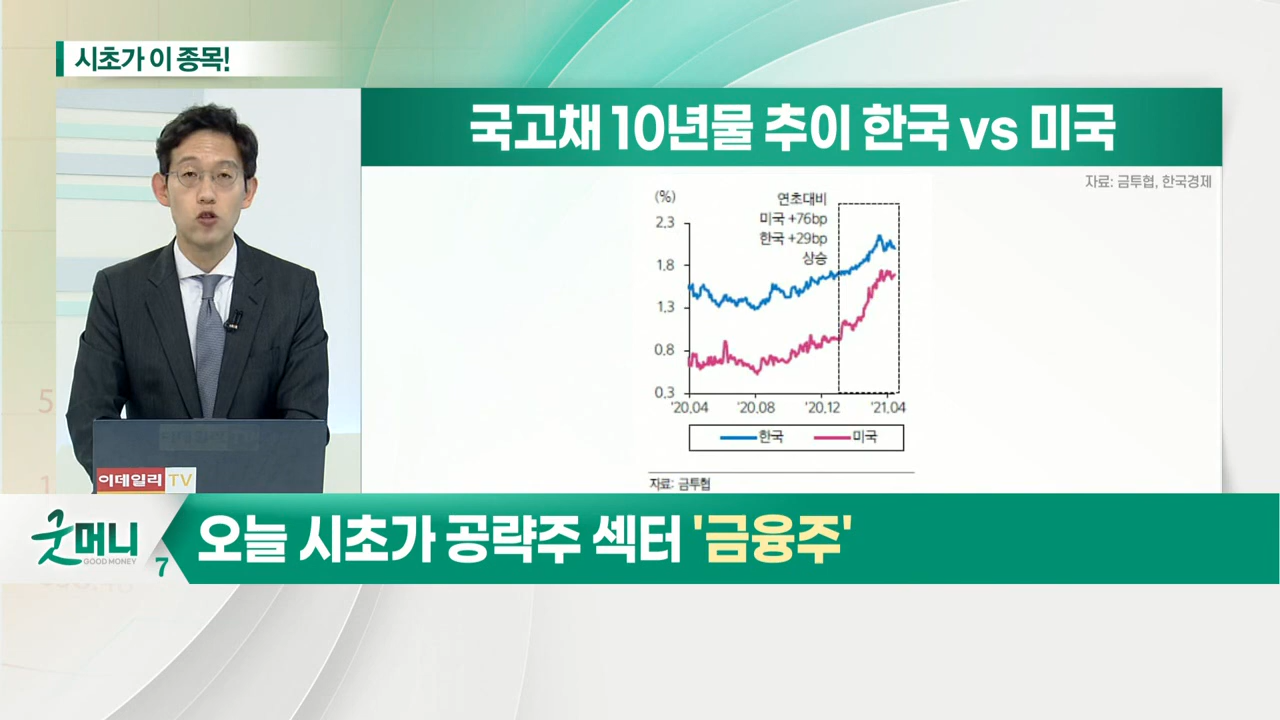 시초가 이 종목!
국고채 10년물 추이 한국 vs 미국
자료: 금투협, 한국경제
(%)
연초대비
미국 +76bp
한국 +29bp
상승
2.3
1.8
1.3
0.8
0.3
'20.04 '20.08 '20.12 '21.04
한국 미국
자료: 금투협
이데일리 TV
굿머니
GOOD MONEY
7
오늘 시초가 공략주 섹터 '금융주'
5
1